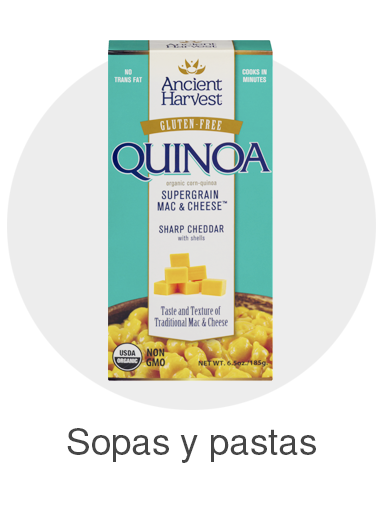 Ancient
Harvest
NO
TRANS FAT
COOKS IN
MINUTES
Ancient
Harvest
GLUTEN-FREE
QUINOA
organic corn-quinoa
SUPERGRAIN
MAC & CHEESE™
SHARP CHEDDAR
with shells
Taste and Texture of
Traditional Mac & Cheese
USDA
ORGANIC
NON
GMO
NET WT. 6.5oz./185g
Sopas y pastas